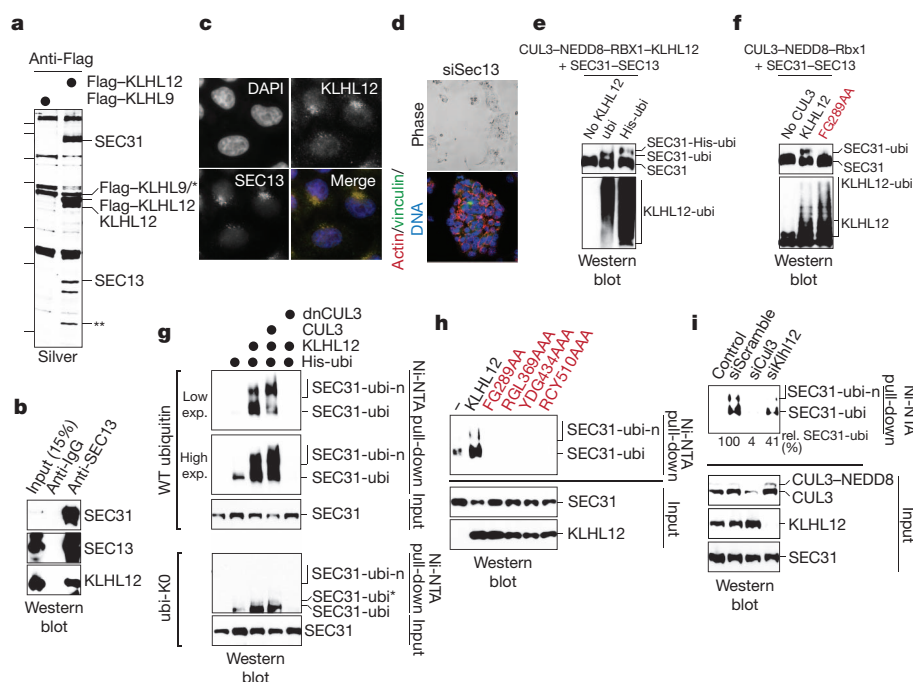 a
Anti-Flag
Flag–KLHL12
Flag–KLHL9
SEC31
Flag–KLHL9/*
Flag–KLHL12
KLHL12
SEC13
**
Silver
b
Input (15%)
Anti-IgG
Anti-SEC13
SEC31
SEC13
KLHL12
Western
blot
c
DAPI
KLHL12
SEC13
Merge
d
siSec13
Phase
Actin/vinculin/
DNA
e
CUL3–NEDD8–RBX1–KLHL12
+ SEC31–SEC13
No KLHL12
ubi
His-ubi
SEC31-His-ubi
SEC31-ubi
SEC31
KLHL12-ubi
Western
blot
f
CUL3–NEDD8–Rbx1
+ SEC31–SEC13
No CUL3
KLHL12
FG289AA
SEC31-ubi
SEC31
KLHL12-ubi
KLHL12
Western
blot
g
dnCUL3
CUL3
KLHL12
His-ubi
WT ubiquitin
Low
exp.
SEC31-ubi-n
SEC31-ubi
High
exp.
SEC31-ubi-n
SEC31-ubi
SEC31
Ni-NTA
pull-down
Input
ubi-K0
SEC31-ubi-n
SEC31-ubi*
SEC31-ubi
SEC31
Ni-NTA
pull-down
Input
Western
blot
h
–
KLHL12
FG289AA
RGL369AAA
YDG434AAA
RCY510AAA
SEC31-ubi-n
SEC31-ubi
Ni-NTA
pull-down
SEC31
KLHL12
Input
Western
blot
i
Control
siScramble
siCul3
siKlhl12
SEC31-ubi-n
SEC31-ubi
100 4 41 rel. SEC31-ubi
(%)
Ni-NTA
pull-down
CUL3–NEDD8
CUL3
KLHL12
SEC31
Input
Western
blot